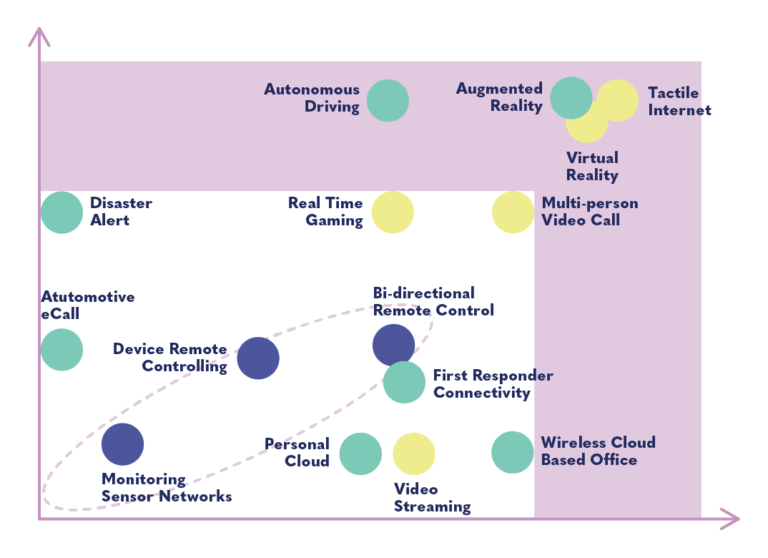 Autonomous
Driving
Augmented
Reality
Tactile
Internet
Virtual
Reality
Disaster
Alert
Real Time
Gaming
Multi-person
Video Call
Atutomotive
eCall
Bi-directional
Remote Control
Device Remote
Controlling
First Responder
Connectivity
Personal
Cloud
Wireless Cloud
Based Office
Monitoring
Sensor Networks
Video
Streaming